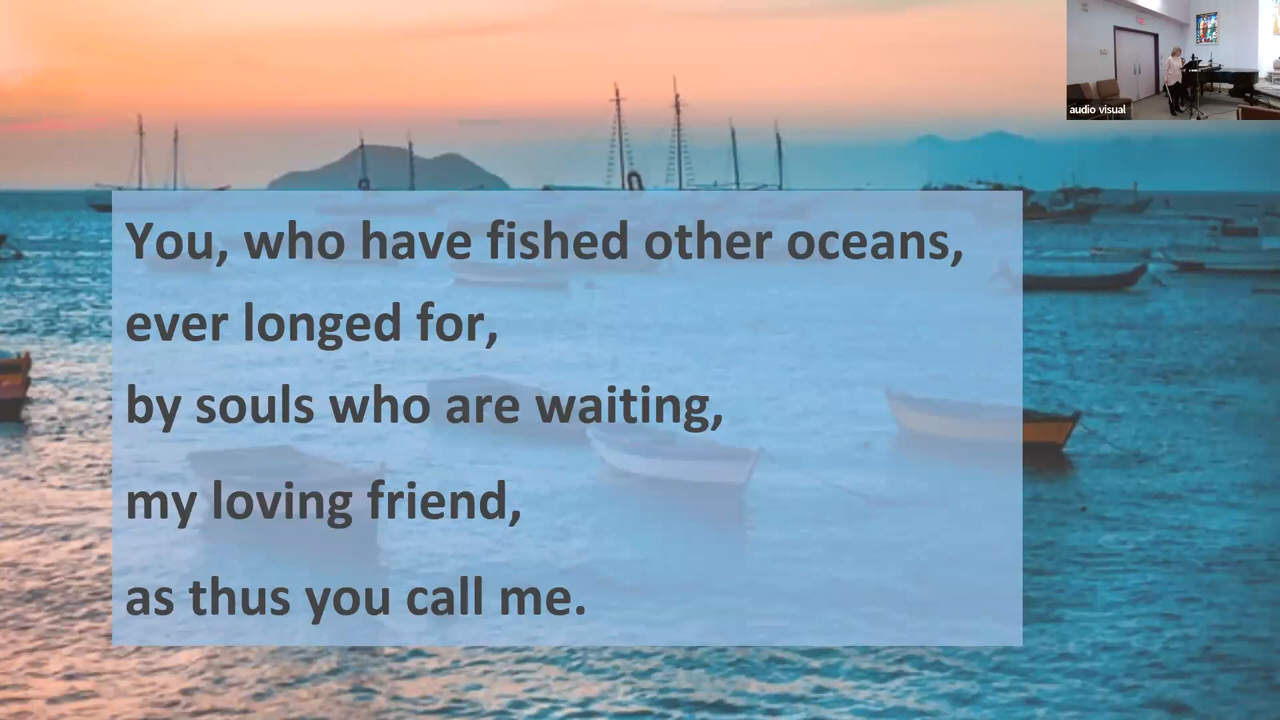 audio visual
You, who have fished other oceans,
ever longed for,
by souls who are waiting,
my loving friend,
as thus you call me.